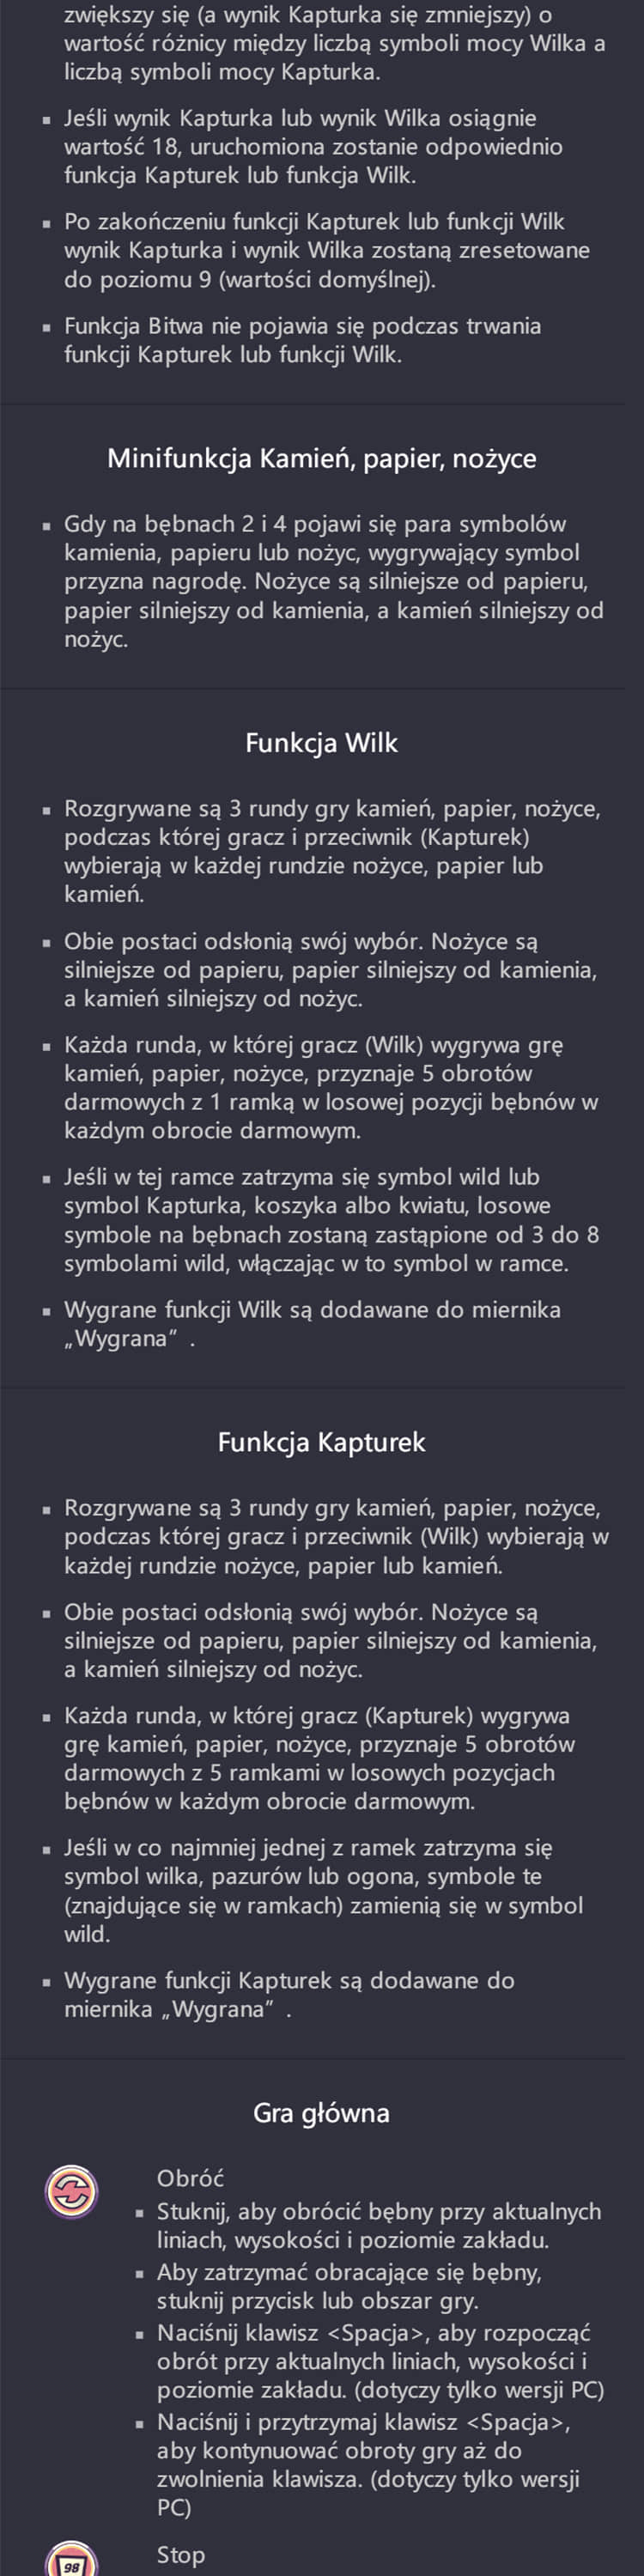 zwiększy się (a wynik Kapturka się zmniejszy) o
wartość różnicy między liczbą symboli mocy Wilka a
liczbą symboli mocy Kapturka.
▪ Jeśli wynik Kapturka lub wynik Wilka osiągnie
wartość 18, uruchomiona zostanie odpowiednio
funkcja Kapturek lub funkcja Wilk.
▪ Po zakończeniu funkcji Kapturek lub funkcji Wilk
wynik Kapturka i wynik Wilka zostaną zresetowane
do poziomu 9 (wartości domyślnej).
▪ Funkcja Bitwa nie pojawia się podczas trwania
funkcji Kapturek lub funkcji Wilk.
Minifunkcja Kamień, papier, nożyce
▪ Gdy na bębnach 2 i 4 pojawi się para symbolów
kamienia, papieru lub nożyc, wygrywający symbol
przyzna nagrodę. Nożyce są silniejsze od papieru,
papier silniejszy od kamienia, a kamień silniejszy od
nożyc.
Funkcja Wilk
▪ Rozgrywane są 3 rundy gry kamień, papier, nożyce,
podczas której gracz i przeciwnik (Kapturek)
wybierają w każdej rundzie nożyce, papier lub
kamień.
▪ Obie postaci odsłonią swój wybór. Nożyce są
silniejsze od papieru, papier silniejszy od kamienia,
a kamień silniejszy od nożyc.
▪ Każda runda, w której gracz (Wilk) wygrywa grę
kamień, papier, nożyce, przyznaje 5 obrotów
darmowych z 1 ramką w losowej pozycji bębnów w
każdym obrocie darmowym.
▪ Jeśli w tej ramce zatrzyma się symbol wild lub
symbol Kapturka, koszyka albo kwiatu, losowe
symbole na bębnach zostaną zastąpione od 3 do 8
symbolami wild, włączając w to symbol w ramce.
▪ Wygrane funkcji Wilk są dodawane do miernika
„Wygrana” .
Funkcja Kapturek
▪ Rozgrywane są 3 rundy gry kamień, papier, nożyce,
podczas której gracz i przeciwnik (Wilk) wybierają w
każdej rundzie nożyce, papier lub kamień.
▪ Obie postaci odsłonią swój wybór. Nożyce są
silniejsze od papieru, papier silniejszy od kamienia,
a kamień silniejszy od nożyc.
▪ Każda runda, w której gracz (Kapturek) wygrywa
grę kamień, papier, nożyce, przyznaje 5 obrotów
darmowych z 5 ramkami w losowych pozycjach
bębnów w każdym obrocie darmowym.
▪ Jeśli w co najmniej jednej z ramek zatrzyma się
symbol wilka, pazurów lub ogona, symbole te
(znajdujące się w ramkach) zamienią się w symbol
wild.
▪ Wygrane funkcji Kapturek są dodawane do
miernika „Wygrana” .
Gra główna
Obróć
▪ Stuknij, aby obrócić bębny przy aktualnych
liniach, wysokości i poziomie zakładu.
▪ Aby zatrzymać obracające się bębny,
stuknij przycisk lub obszar gry.
▪ Naciśnij klawisz <Spacja>, aby rozpocząć
obrót przy aktualnych liniach, wysokości i
poziomie zakładu. (dotyczy tylko wersji PC)
▪ Naciśnij i przytrzymaj klawisz <Spacja>,
aby kontynuować obroty gry aż do
zwolnienia klawisza. (dotyczy tylko wersji
PC)
Stop
98